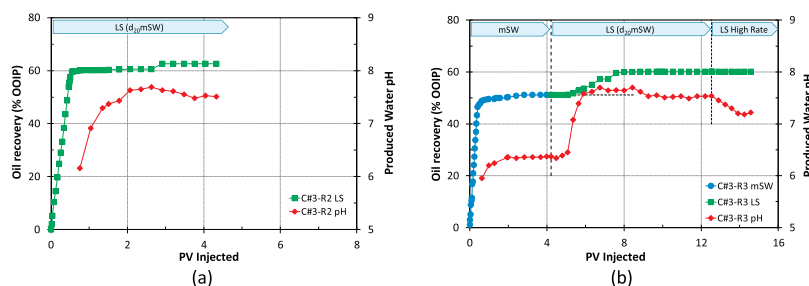 LS (d20mSW)
80
60
40
20
0
Oil recovery (% OOIP)
9
8
7
6
5
Produced Water pH
C#3-R2 LS
C#3-R2 pH
0 2 4 6 8
PV Injected
(a)
mSW LS (d20mSW) LS High Rate
80
60
40
20
0
Oil recovery (% OOIP)
9
8
7
6
5
Produced Water pH
C#3-R3 mSW
C#3-R3 LS
C#3-R3 pH
0 4 8 12 16
PV Injected
(b)